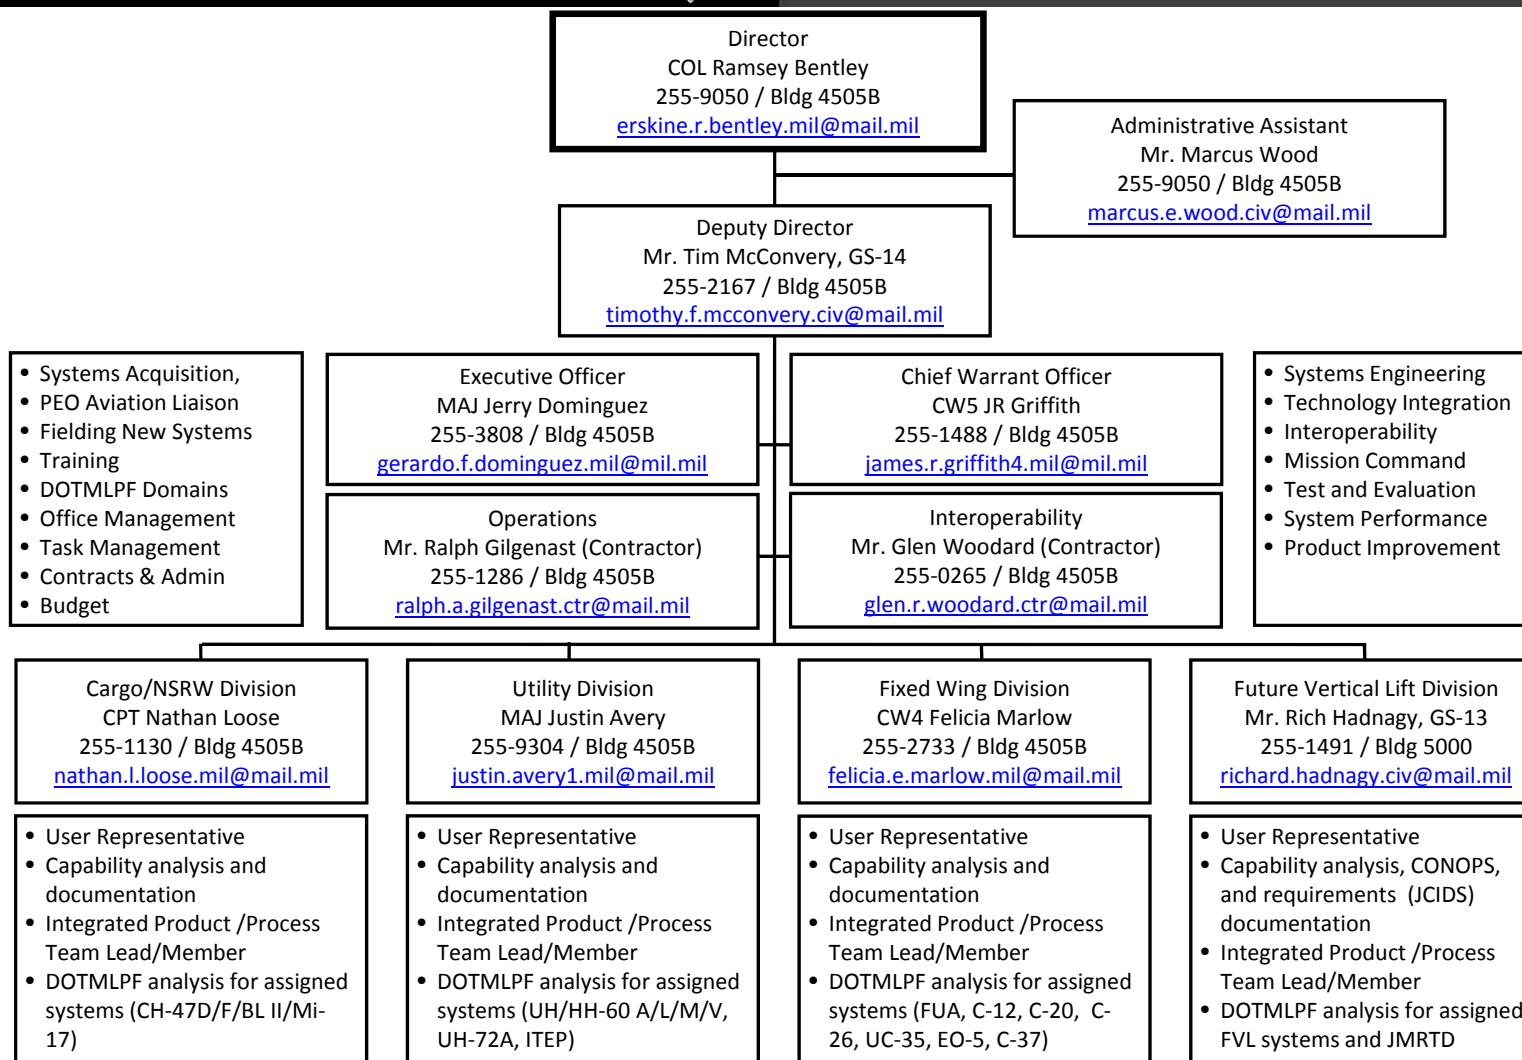 Director
COL Ramsey Bentley
255-9050 / Bldg 4505B
erskine.r.bentley.mil@mail.mil
Administrative Assistant
Mr. Marcus Wood
255-9050 / Bldg 4505B
marcus.e.wood.civ@mail.mil
Deputy Director
Mr. Tim McConvery, GS-14
255-2167 / Bldg 4505B
timothy.f.mcconvery.civ@mail.mil
• Systems Acquisition,
• PEO Aviation Liaison
• Fielding New Systems
• Training
• DOTMLPF Domains
• Office Management
• Task Management
• Contracts & Admin
• Budget
Executive Officer
MAJ Jerry Dominguez
255-3808 / Bldg 4505B
gerardo.f.dominguez.mil@mil.mil
Chief Warrant Officer
CW5 JR Griffith
255-1488 / Bldg 4505B
james.r.griffith4.mil@mil.mil
• Systems Engineering
• Technology Integration
• Interoperability
• Mission Command
• Test and Evaluation
• System Performance
• Product Improvement
Operations
Mr. Ralph Gilgenast (Contractor)
255-1286 / Bldg 4505B
ralph.a.gilgenast.ctr@mail.mil
Interoperability
Mr. Glen Woodard (Contractor)
255-0265 / Bldg 4505B
glen.r.woodard.ctr@mail.mil
Cargo/NSRW Division
CPT Nathan Loose
255-1130 / Bldg 4505B
nathan.l.loose.mil@mail.mil
Utility Division
MAJ Justin Avery
255-9304 / Bldg 4505B
justin.avery1.mil@mail.mil
Fixed Wing Division
CW4 Felicia Marlow
255-2733 / Bldg 4505B
felicia.e.marlow.mil@mail.mil
Future Vertical Lift Division
Mr. Rich Hadnagy, GS-13
255-1491 / Bldg 5000
richard.hadnagy.civ@mail.mil
• User Representative
• Capability analysis and
documentation
• Integrated Product /Process
Team Lead/Member
• DOTMLPF analysis for assigned
systems (CH-47D/F/BL II/Mi-
17)
• User Representative
• Capability analysis and
documentation
• Integrated Product /Process
Team Lead/Member
• DOTMLPF analysis for assigned
systems (UH/HH-60 A/L/M/V,
UH-72A, ITEP)
• User Representative
• Capability analysis and
documentation
• Integrated Product /Process
Team Lead/Member
• DOTMLPF analysis for assigned
systems (FUA, C-12, C-20, C-
26, UC-35, EO-5, C-37)
• User Representative
• Capability analysis, CONOPS,
and requirements (JCIDS)
documentation
• Integrated Product /Process
Team Lead/Member
• DOTMLPF analysis for assigned
FVL systems and JMRTD